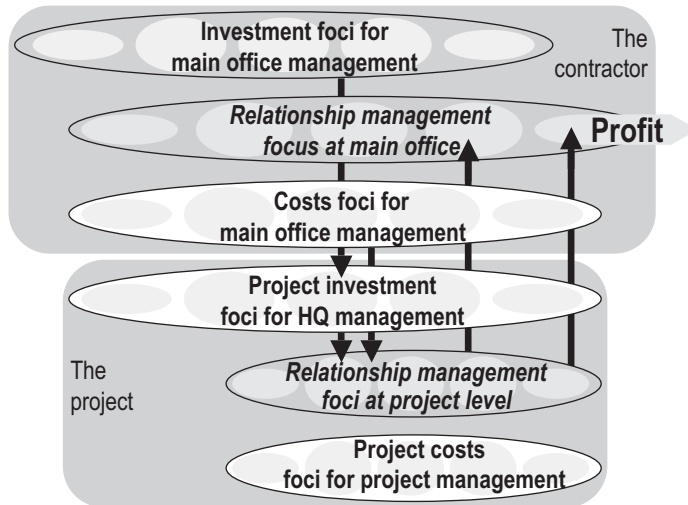 Investment foci for
main office management
The
contractor
Relationship management
focus at main office
Profit
Costs foci for
main office management
Project investment
foci for HQ management
The
project
Relationship management
foci at project level
Project costs
foci for project management